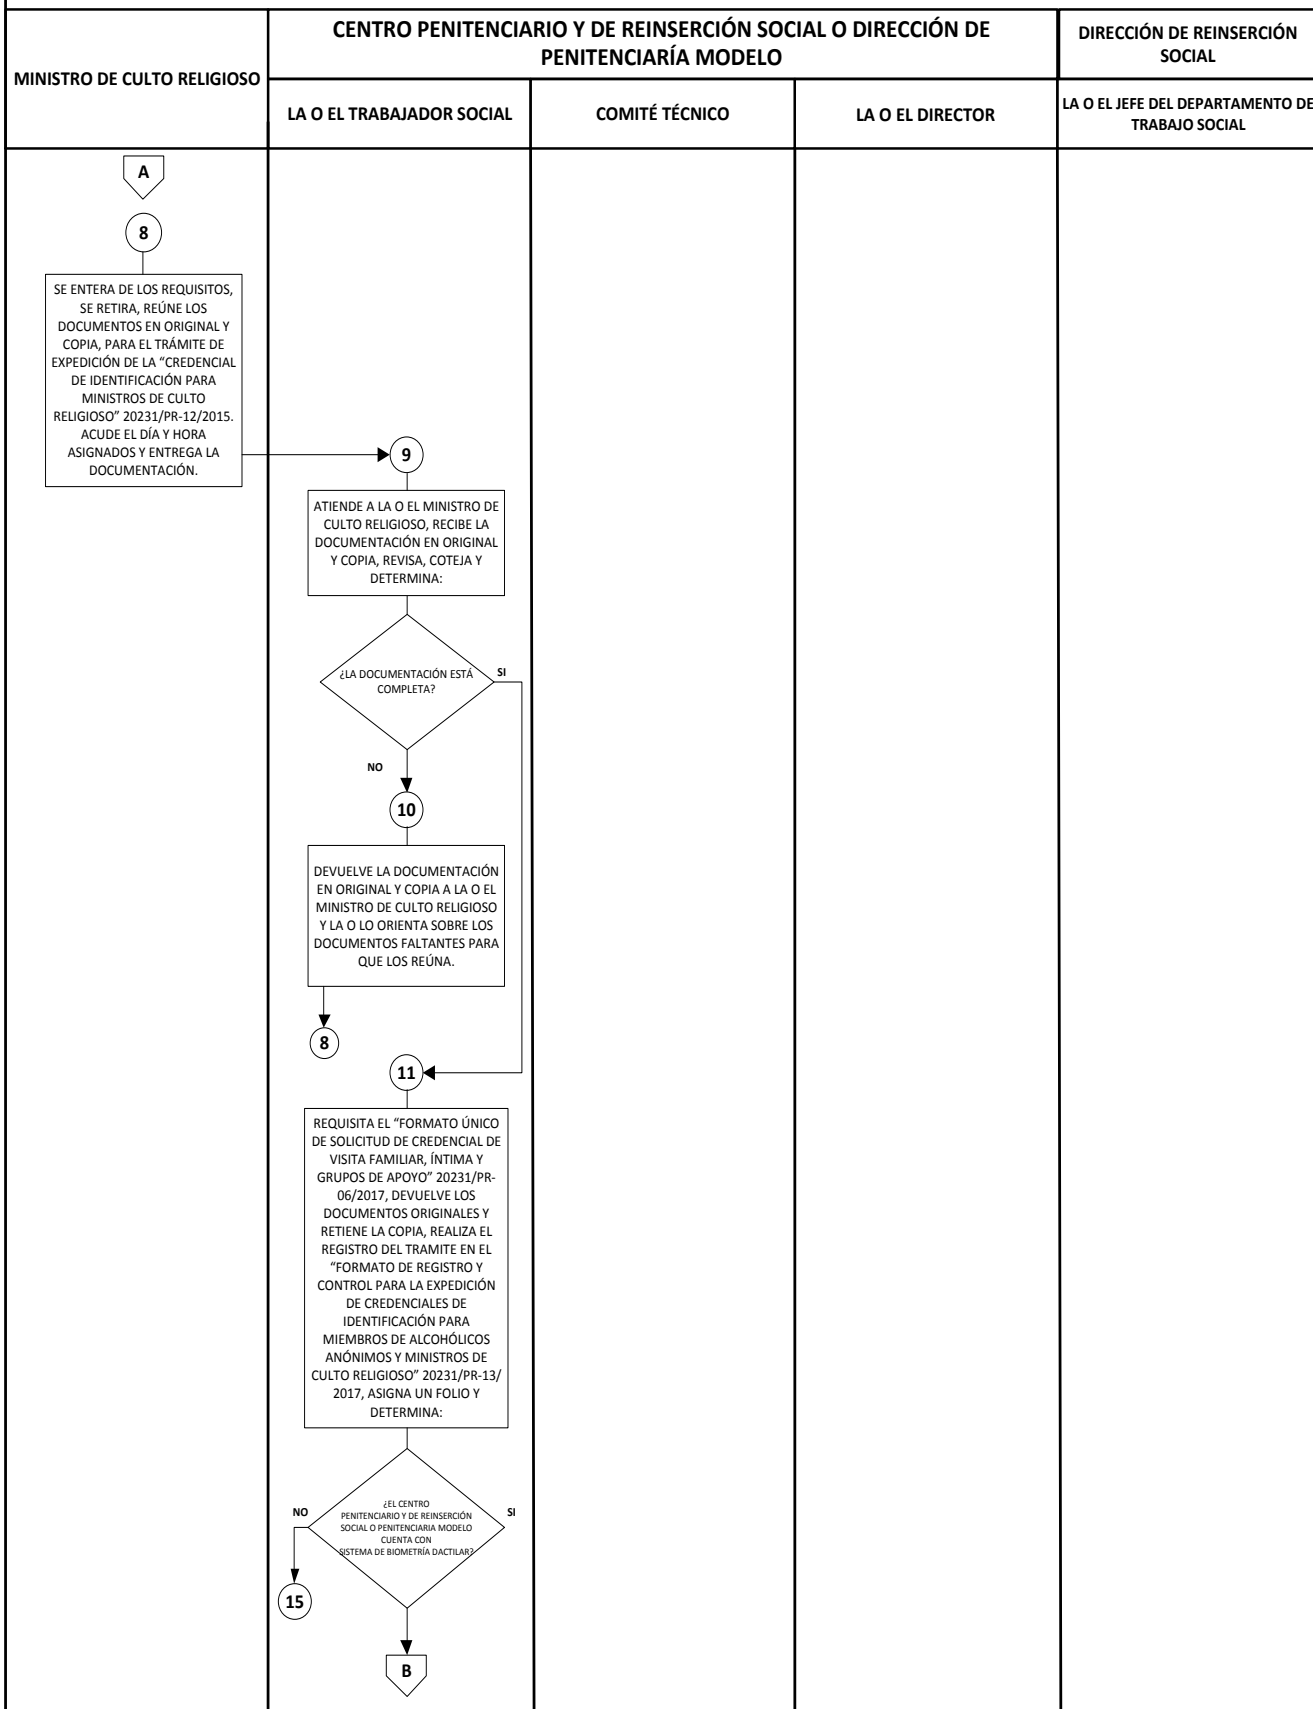 MINISTRO DE CULTO RELIGIOSO
CENTRO PENITENCIARIO Y DE REINSERCIÓN SOCIAL O DIRECCIÓN DE
PENITENCIARÍA MODELO
DIRECCIÓN DE REINSERCIÓN
SOCIAL
LA O EL TRABAJADOR SOCIAL
COMITÉ TÉCNICO
LA O EL DIRECTOR
LA O EL JEFE DEL DEPARTAMENTO DE
TRABAJO SOCIAL
A
8
SE ENTERA DE LOS REQUISITOS,
SE RETIRA, REÚNE LOS
DOCUMENTOS EN ORIGINAL Y
COPIA, PARA EL TRÁMITE DE
EXPEDICIÓN DE LA “CREDENCIAL
DE IDENTIFICACIÓN PARA
MINISTROS DE CULTO
RELIGIOSO” 20231/PR-12/2015.
ACUDE EL DÍA Y HORA
ASIGNADOS Y ENTREGA LA
DOCUMENTACIÓN.
9
ATIENDE A LA O EL MINISTRO DE
CULTO RELIGIOSO, RECIBE LA
DOCUMENTACIÓN EN ORIGINAL
Y COPIA, REVISA, COTEJA Y
DETERMINA:
¿LA DOCUMENTACIÓN ESTÁ
COMPLETA?
SI
NO
10
DEVUELVE LA DOCUMENTACIÓN
EN ORIGINAL Y COPIA A LA O EL
MINISTRO DE CULTO RELIGIOSO
Y LA O LO ORIENTA SOBRE LOS
DOCUMENTOS FALTANTES PARA
QUE LOS REÚNA.
8
11
REQUISITA EL “FORMATO ÚNICO
DE SOLICITUD DE CREDENCIAL DE
VISITA FAMILIAR, ÍNTIMA Y
GRUPOS DE APOYO” 20231/PR-
06/2017, DEVUELVE LOS
DOCUMENTOS ORIGINALES Y
RETIENE LA COPIA, REALIZA EL
REGISTRO DEL TRAMITE EN EL
“FORMATO DE REGISTRO Y
CONTROL PARA LA EXPEDICIÓN
DE CREDENCIALES DE
IDENTIFICACIÓN PARA
MIEMBROS DE ALCOHÓLICOS
ANÓNIMOS Y MINISTROS DE
CULTO RELIGIOSO” 20231/PR-13/
2017, ASIGNA UN FOLIO Y
DETERMINA:
NO
¿EL CENTRO
PENITENCIARIO Y DE REINSERCIÓN
SOCIAL O PENITENCIARIA MODELO
CUENTA CON
SISTEMA DE BIOMETRÍA DACTILAR?
SI
15
B